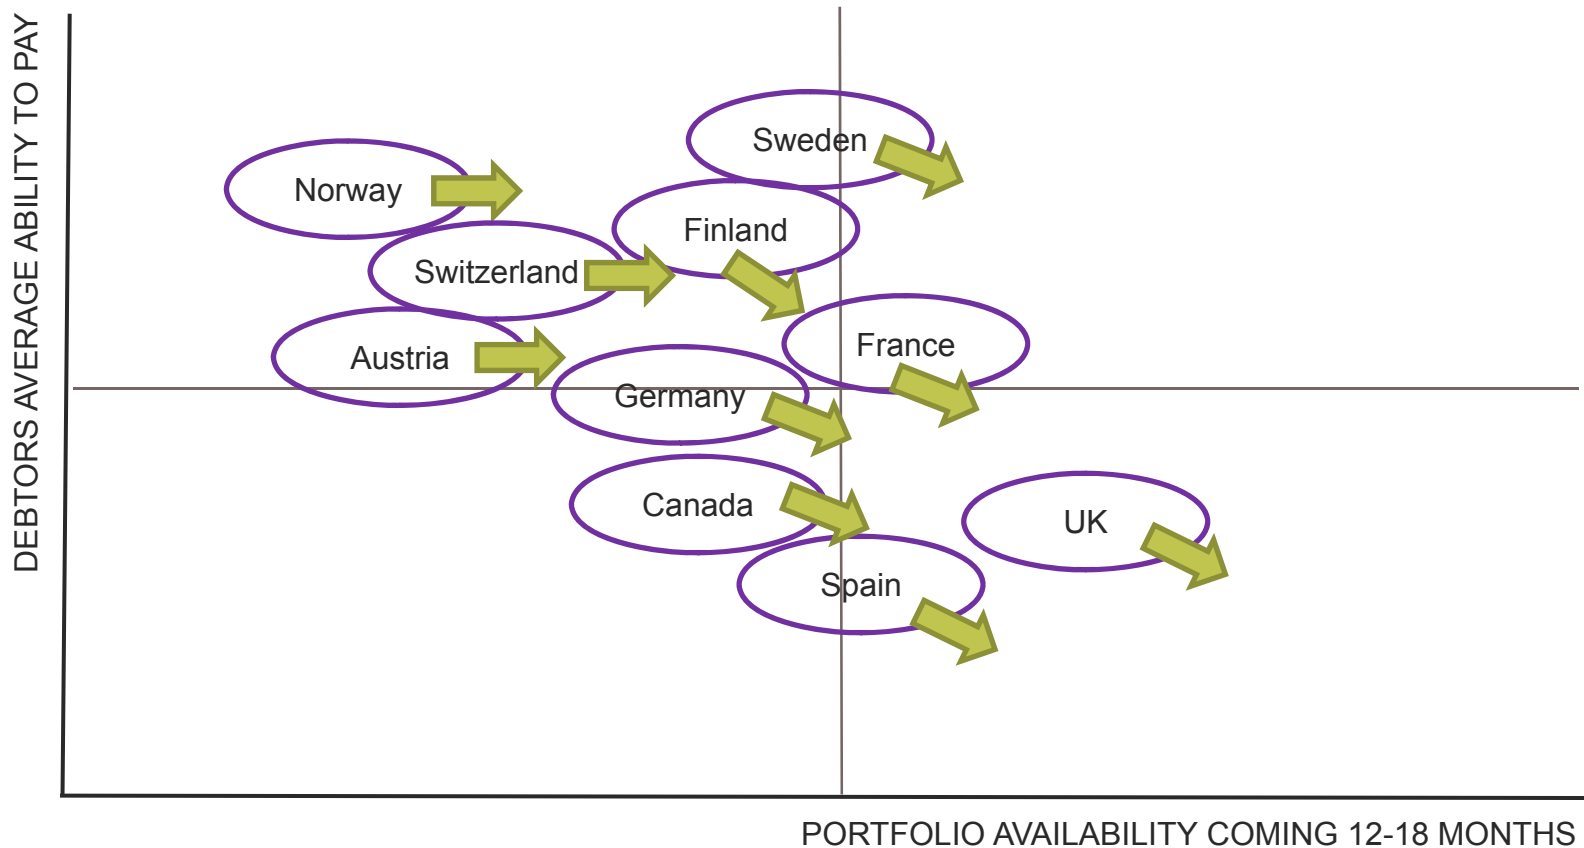 DEBTORS AVERAGE ABILITY TO PAY
Sweden
Norway
Finland
Switzerland
France
Austria
Germany
Canada
UK
Spain
PORTFOLIO AVAILABILITY COMING 12-18 MONTHS